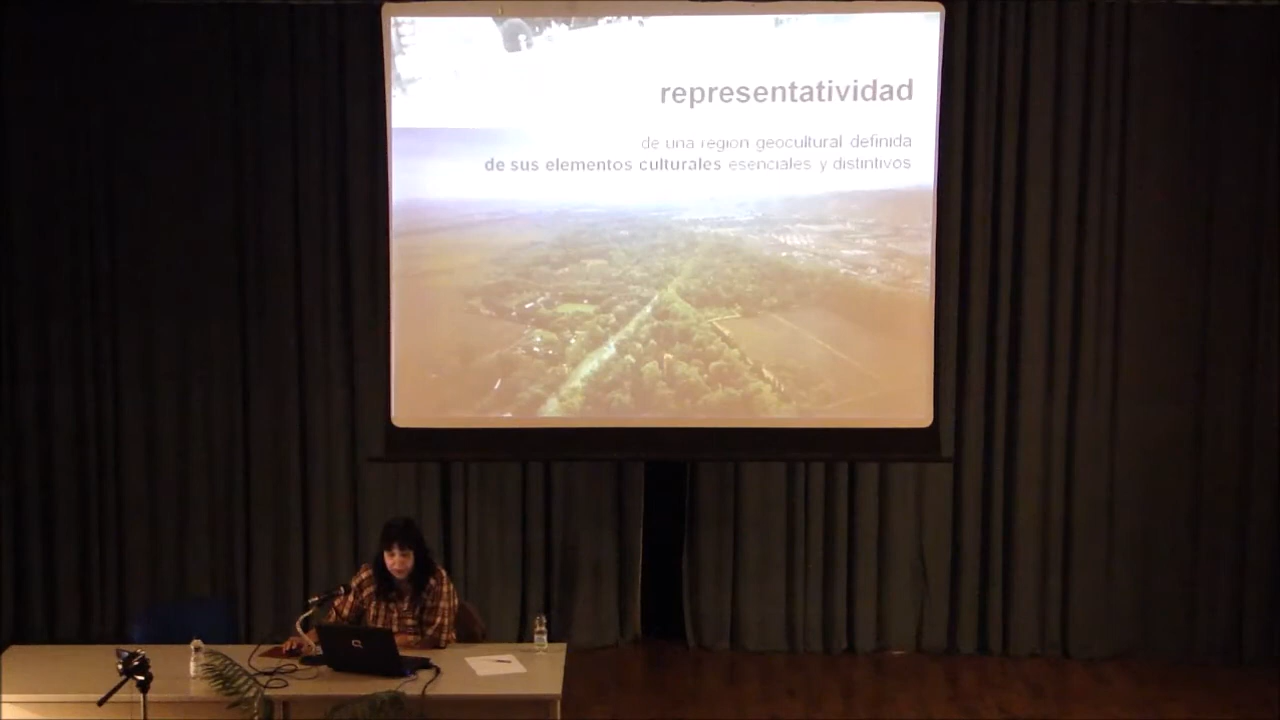 representatividad
de una region geocultural definida
de sus elementos culturales esenciales y distintivos